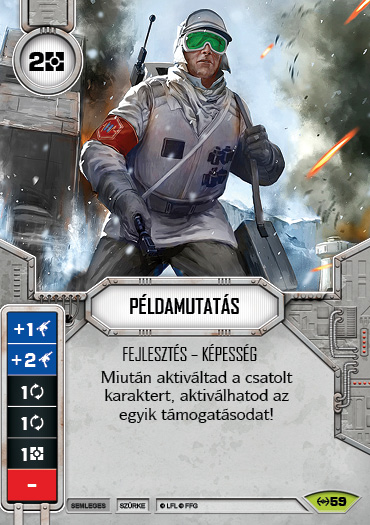 2
PÉLDAMUTATÁS
FEJLESZTÉS – KÉPESSÉG
Miután aktiváltad a csatolt
karaktert, aktiválhatod az
egyik támogatásodat!
+1
+2
1
1
1
–
SEMLEGES
SZÜRKE
© LFL © FFG
59